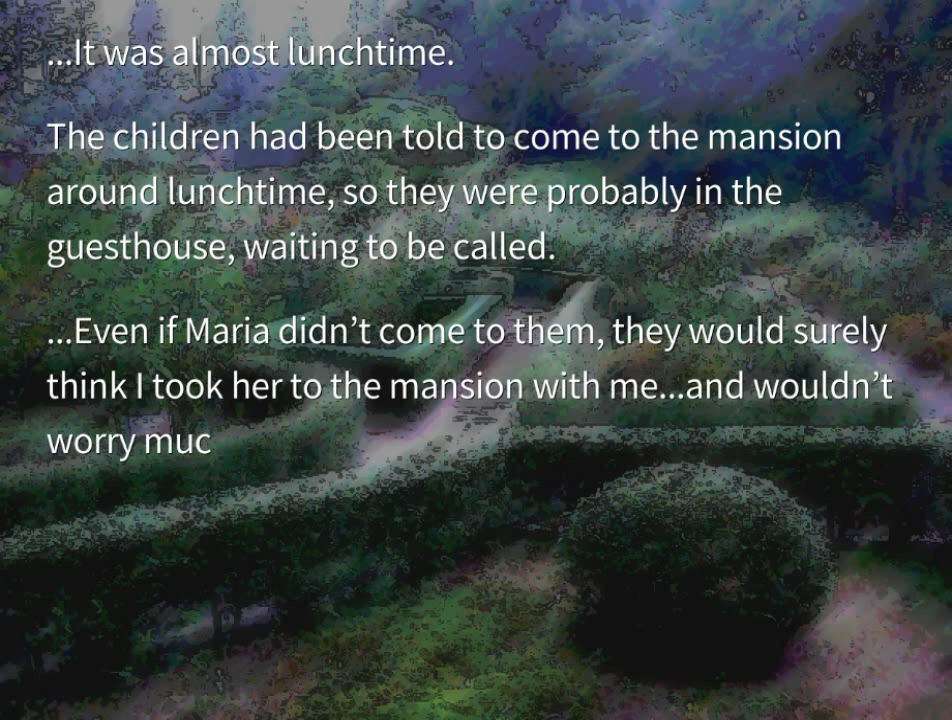 ...It was almost lunchtime.
The children had been told to come to the mansion
around lunchtime, so they were probably in the
guesthouse, waiting to be called.
...Even if Maria didn’t come to them, they would surely
think I took her to the mansion with me...and wouldn’t
worry muc